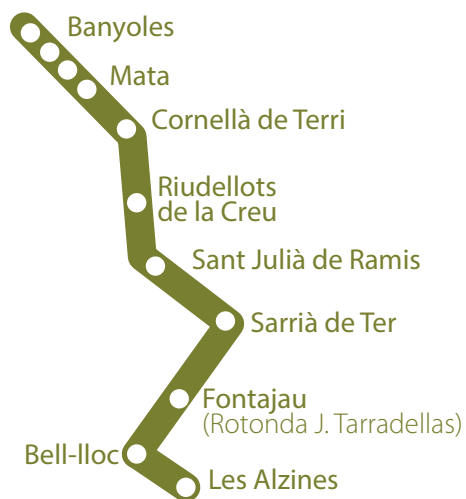 Banyoles
Mata
Cornellà de Terri
Riudellots
de la Creu
Sant Julià de Ramis
Sarrià de Ter
Fontajau
(Rotonda J. Tarradellas)
Bell-lloc
Les Alzines